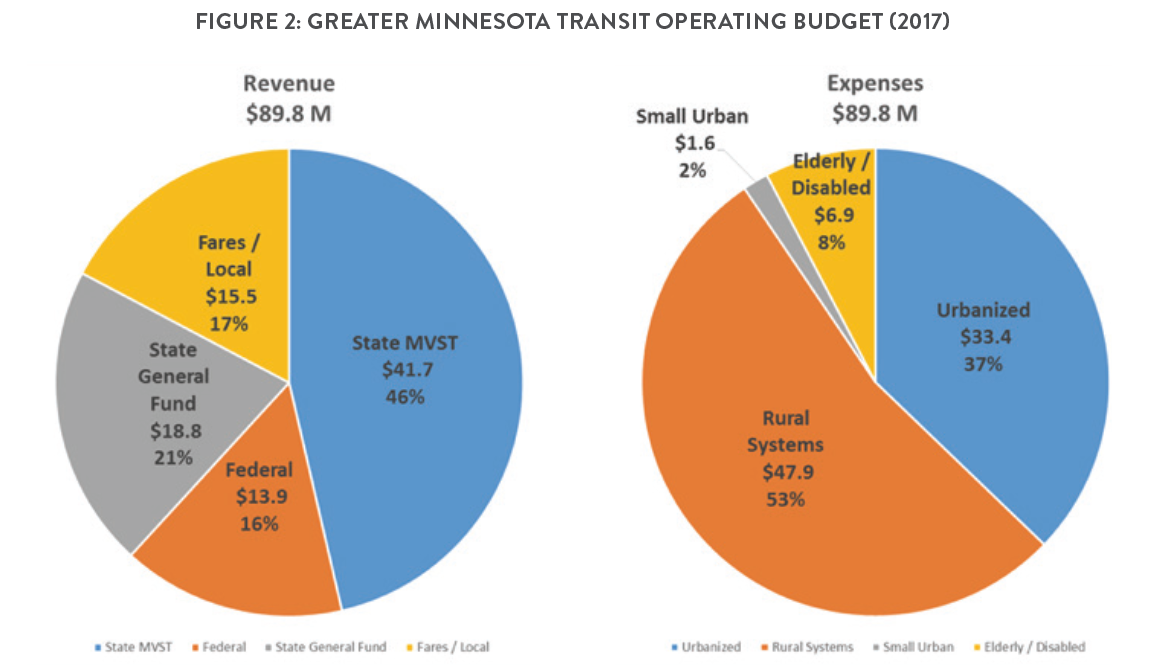 FIGURE 2: GREATER MINNESOTA TRANSIT OPERATING BUDGET (2017)
Revenue
$89.8 M
State MVST
$41.7
46%
Federal
$13.9
16%
State
General
Fund
$18.8
21%
Fares /
Local
$15.5
17%
State MVST
Federal
State General Fund
Fares / Local
Expenses
$89.8 M
Urbanized
$33.4
37%
Rural
Systems
$47.9
53%
Small Urban
$1.6
2%
Elderly /
Disabled
$6.9
8%
Urbanized
Rural Systems
Small Urban
Elderly / Disabled